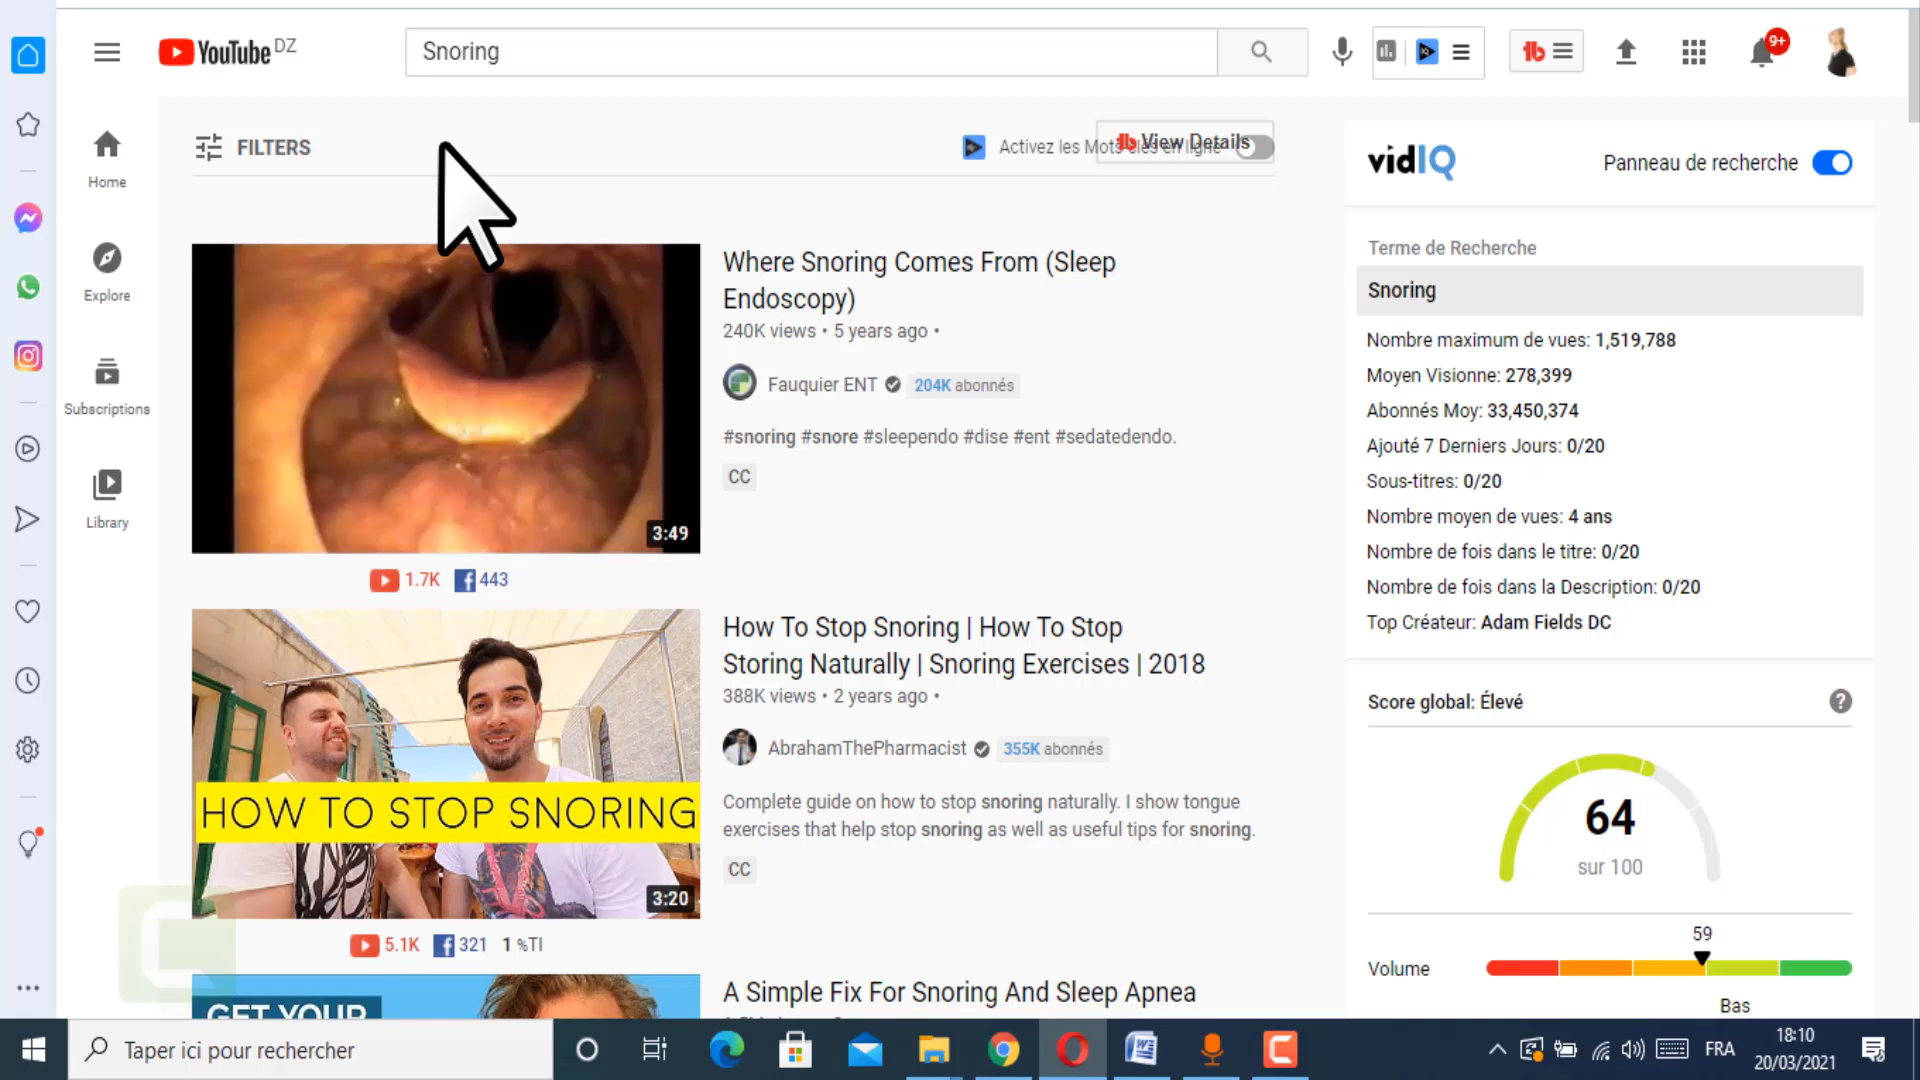 YouTube DZ
Snoring
9+
Home
Explore
Subscriptions
Library
FILTERS
Activez les Mots clés en ligne
View Details
Where Snoring Comes From (Sleep
Endoscopy)
240K views • 5 years ago •
Fauquier ENT 204K abonnés
#snoring #snore #sleependo #dise #ent #sedatedendo.
CC
3:49
1.7K 443
How To Stop Snoring | How To Stop
Storing Naturally | Snoring Exercises | 2018
388K views • 2 years ago •
AbrahamThePharmacist 355K abonnés
Complete guide on how to stop snoring naturally. I show tongue
exercises that help stop snoring as well as useful tips for snoring.
CC
HOW TO STOP SNORING
3:20
5.1K 321 1 %TI
GET YOUR
A Simple Fix For Snoring And Sleep Apnea
vidIQ
Panneau de recherche
Terme de Recherche
Snoring
Nombre maximum de vues: 1,519,788
Moyen Visionne: 278,399
Abonnés Moy: 33,450,374
Ajouté 7 Derniers Jours: 0/20
Sous-titres: 0/20
Nombre moyen de vues: 4 ans
Nombre de fois dans le titre: 0/20
Nombre de fois dans la Description: 0/20
Top Créateur: Adam Fields DC
Score global: Élevé
64
sur 100
59
Volume
Bas
Taper ici pour rechercher
FRA
18:10
20/03/2021